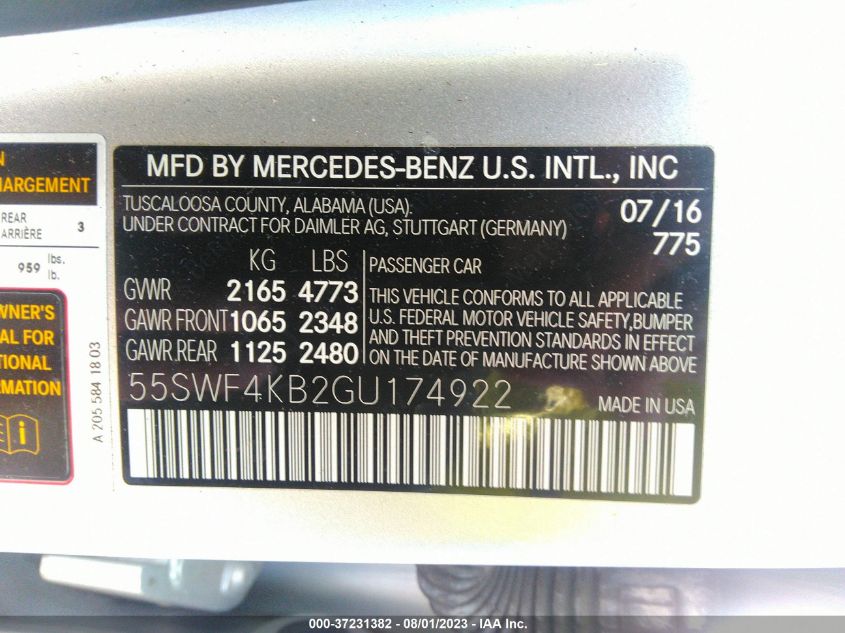 N
HARGEMENT
REAR
ARRIÈRE 3
959 lbs.
lb.
WNER'S
AL FOR
TIONAL
MATION
A 205 584 18 03
MFD BY MERCEDES-BENZ U.S. INTL., INC
TUSCALOOSA COUNTY, ALABAMA (USA).
UNDER CONTRACT FOR DAIMLER AG, STUTTGART (GERMANY)
07/16
775
KG LBS
GVWR 2165 4773
GAWR FRONT 1065 2348
GAWR.REAR 1125 2480
PASSENGER CAR
THIS VEHICLE CONFORMS TO ALL APPLICABLE
U.S. FEDERAL MOTOR VEHICLE SAFETY,BUMPER
AND THEFT PREVENTION STANDARDS IN EFFECT
ON THE DATE OF MANUFACTURE SHOWN ABOVE.
55SWF4KB2GU174922
MADE IN USA
000-37231382 - 08/01/2023 - IAA Inc.